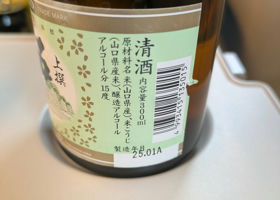 TRADE MARK
上撰
清酒
内容量300ml
原材料名 米(山口県産)、米こうじ
(山口県産米)、醸造アルコール
アルコール分 15度
製造年月
25.01A